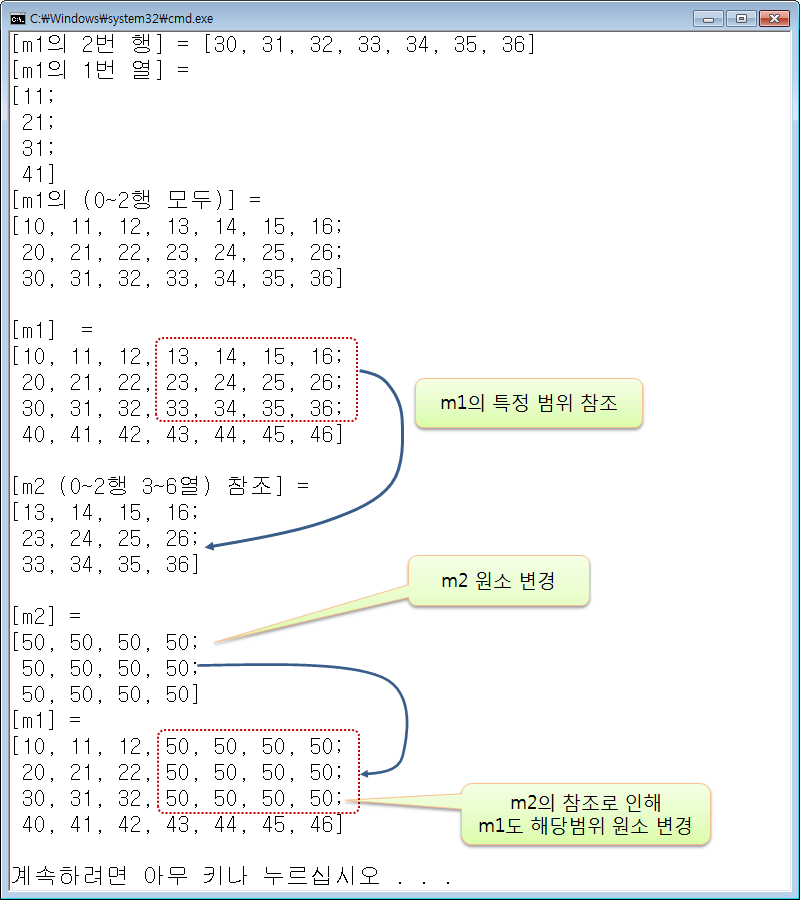 C:₩Windows₩system32₩cmd.exe
[m1의 2번 행] = [30, 31, 32, 33, 34, 35, 36]
[m1의 1번 열] =
[11;
21;
31;
41]
[m1의 (0~2행 모두)] =
[10, 11, 12, 13, 14, 15, 16;
20, 21, 22, 23, 24, 25, 26;
30, 31, 32, 33, 34, 35, 36]
[m1]  =
[10, 11, 12, 13, 14, 15, 16;
20, 21, 22, 23, 24, 25, 26;
30, 31, 32, 33, 34, 35, 36;
40, 41, 42, 43, 44, 45, 46]
m1의 특정 범위 참조
[m2 (0~2행 3~6열) 참조] =
[13, 14, 15, 16;
23, 24, 25, 26;
33, 34, 35, 36]
m2 원소 변경
[m2] =
[50, 50, 50, 50;
50, 50, 50, 50;
50, 50, 50, 50]
[m1] =
[10, 11, 12, 50, 50, 50, 50;
20, 21, 22, 50, 50, 50, 50;
30, 31, 32, 50, 50, 50, 50;
40, 41, 42, 43, 44, 45, 46]
m2의 참조로 인해
m1도 해당범위 원소 변경
계속하려면 아무 키나 누르십시오 . . .